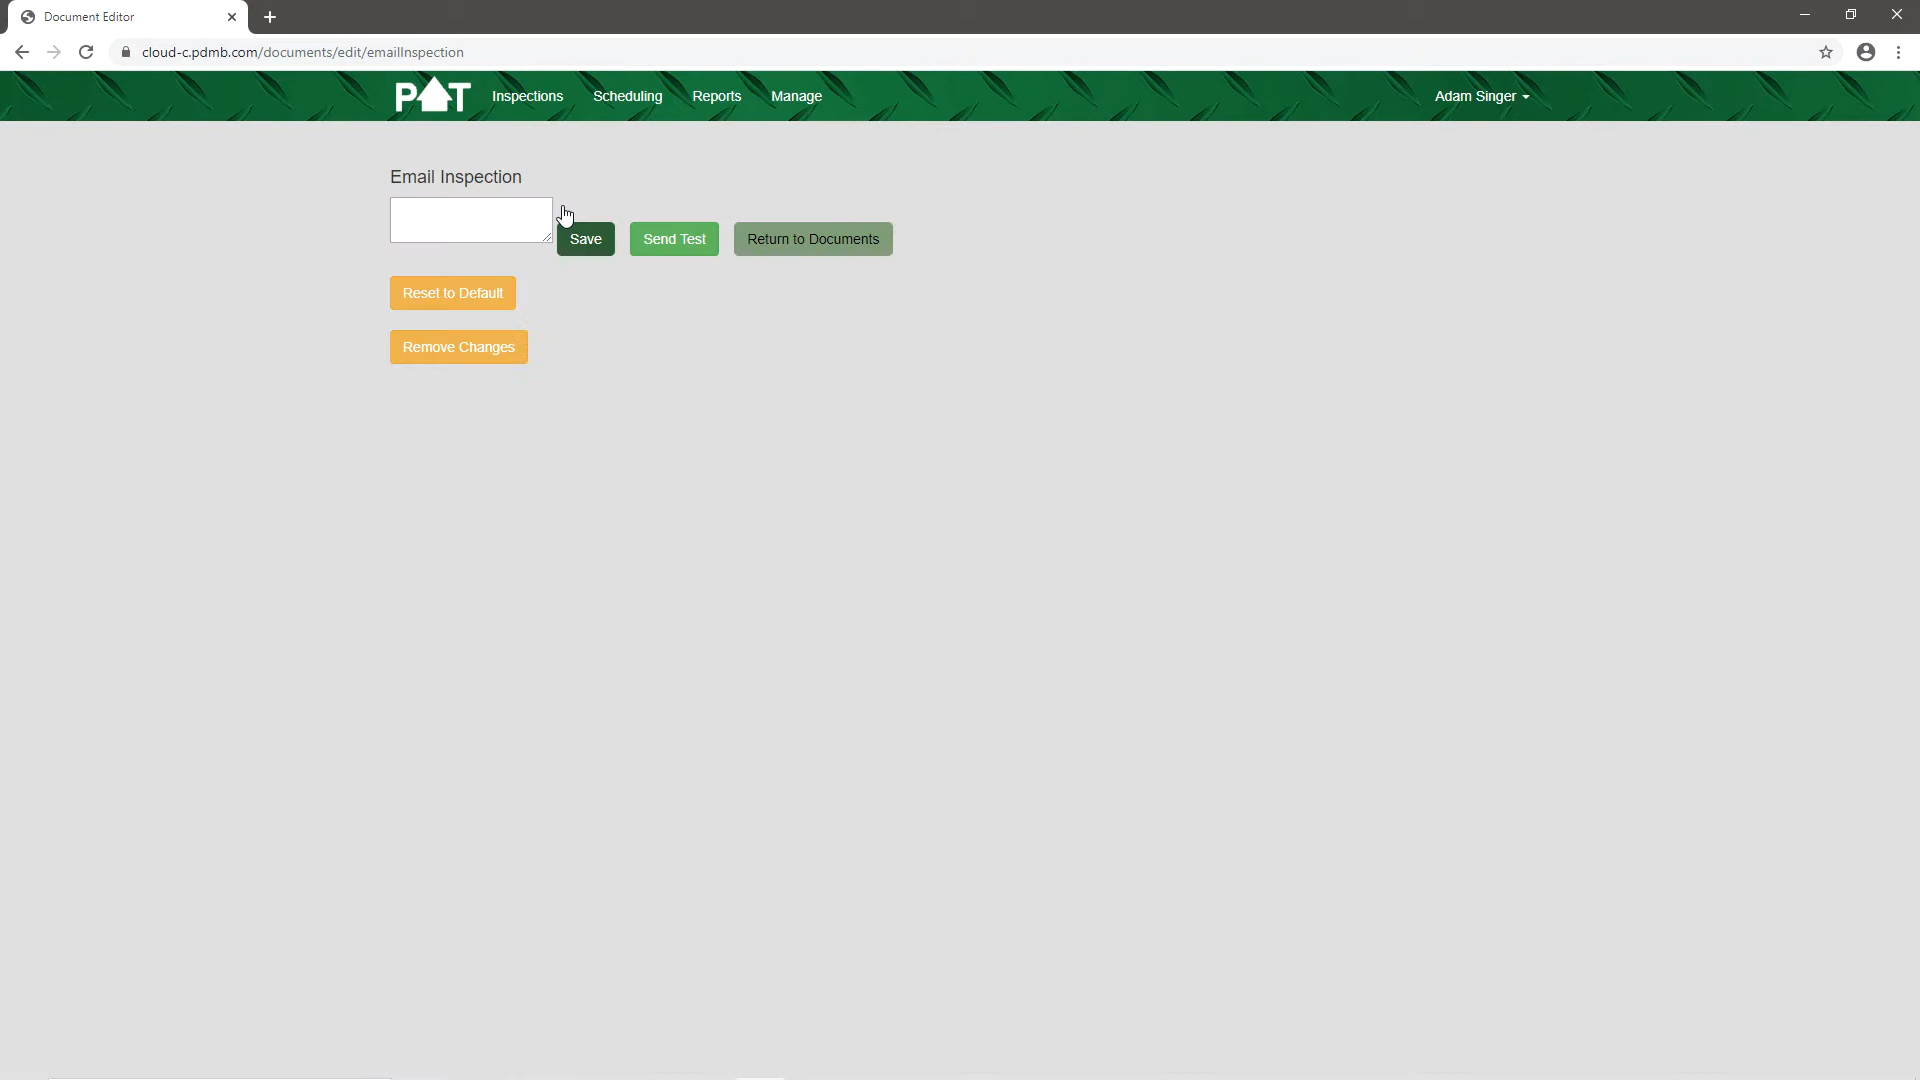 Document Editor
cloud-c.pdmb.com/documents/edit/emailInspection
PAT Inspections Scheduling Reports Manage Adam Singer
Email Inspection
Save Send Test Return to Documents
Reset to Default
Remove Changes